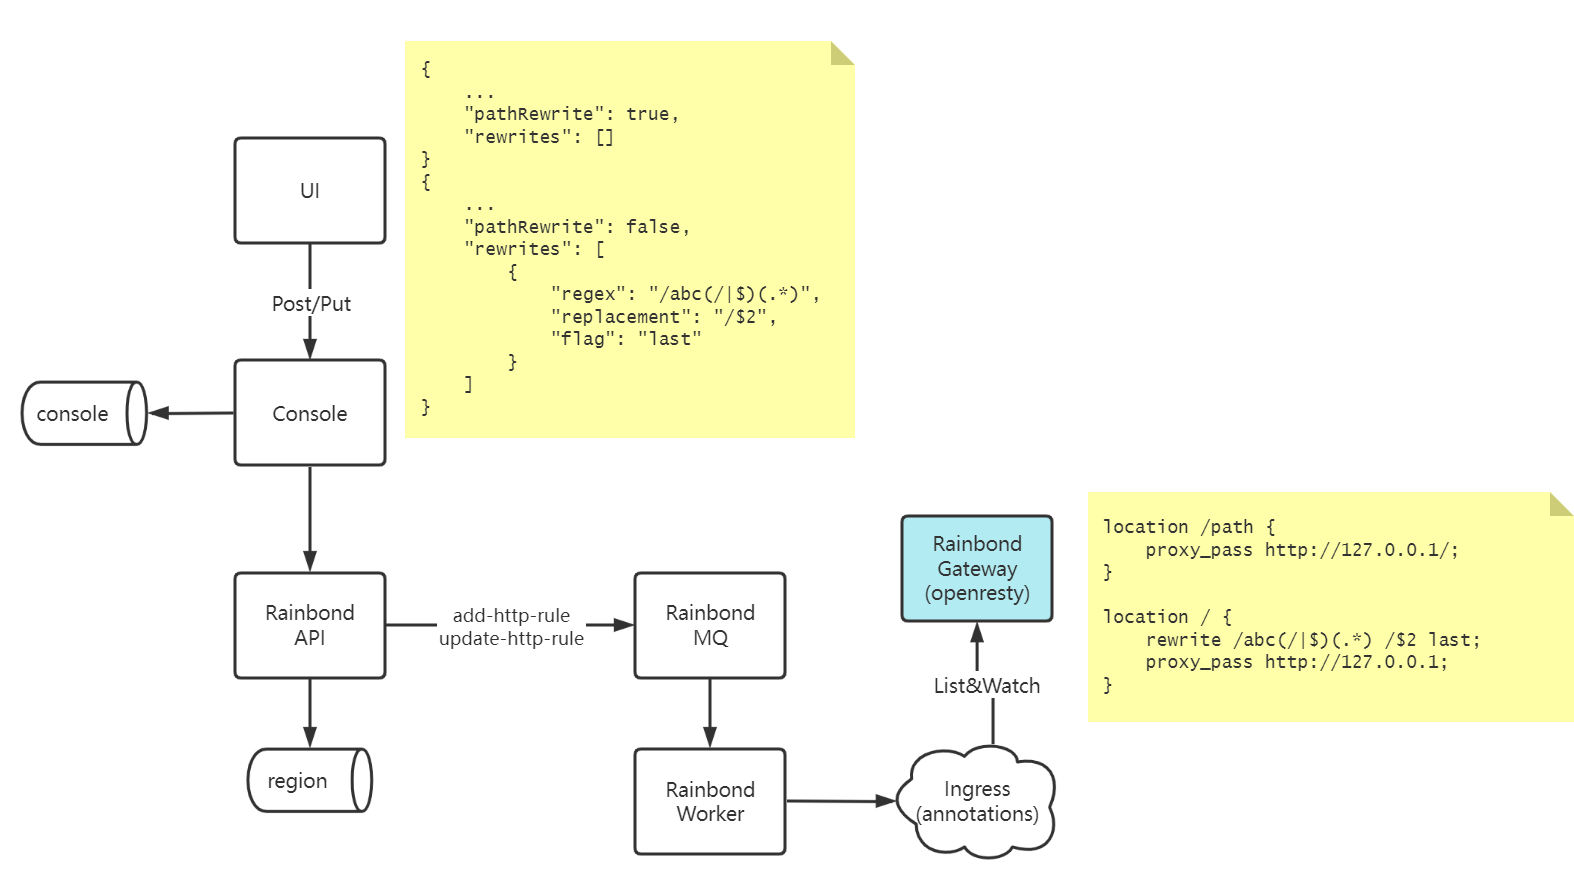 {
    ...
    "pathRewrite": true,
    "rewrites": []
}
{
    ...
    "pathRewrite": false,
    "rewrites": [
        {
            "regex": "/abc(/|$)(.*)",
            "replacement": "/$2",
            "flag": "last"
        }
    ]
}
UI
Post/Put
console
Console
Rainbond
API
add-http-rule
update-http-rule
Rainbond
MQ
region
Rainbond
Worker
Rainbond
Gateway
(openresty)
List&Watch
Ingress
(annotations)
location /path {
    proxy_pass http://127.0.0.1/;
}
location / {
    rewrite /abc(/|$)(.*) /$2 last;
    proxy_pass http://127.0.0.1;
}